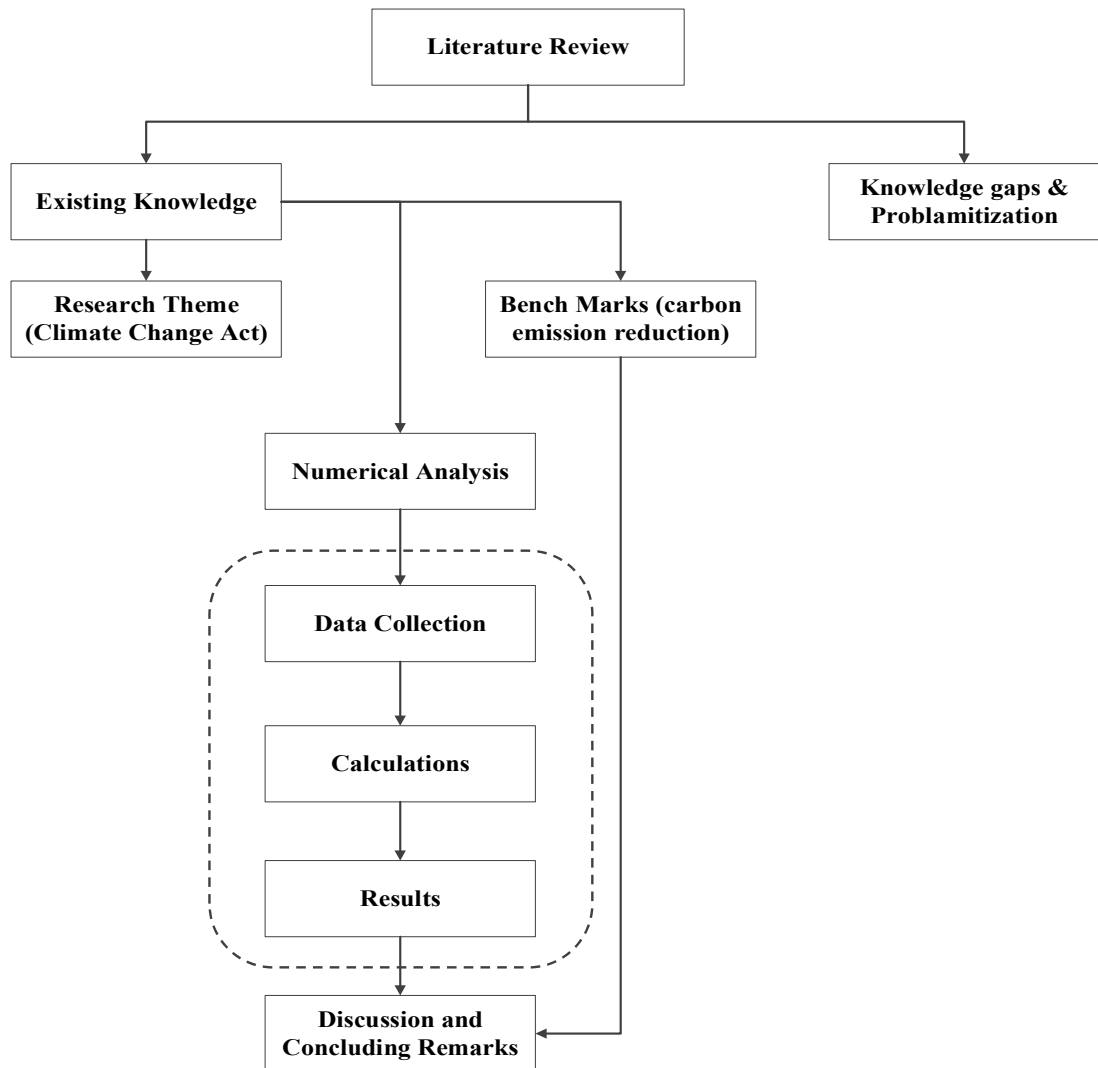 Literature Review
Existing Knowledge
Knowledge gaps &
Problamitization
Research Theme
(Climate Change Act)
Bench Marks (carbon
emission reduction)
Numerical Analysis
Data Collection
Calculations
Results
Discussion and
Concluding Remarks